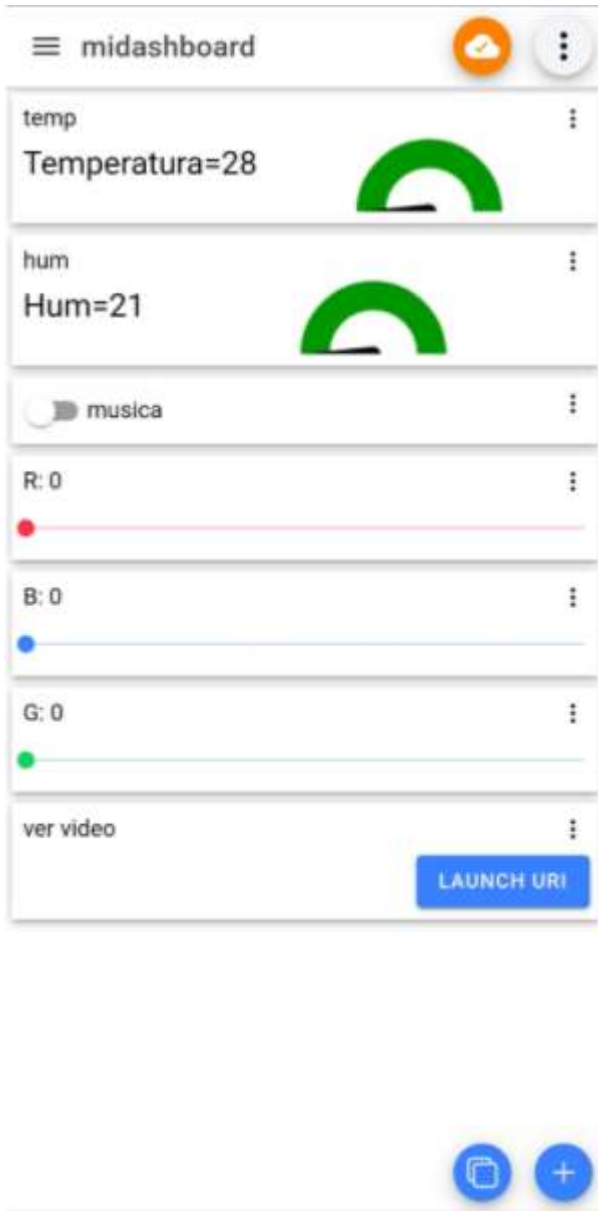 midashboard
temp
Temperatura=28
hum
Hum=21
musica
R: 0
B: 0
G: 0
ver video
LAUNCH URI